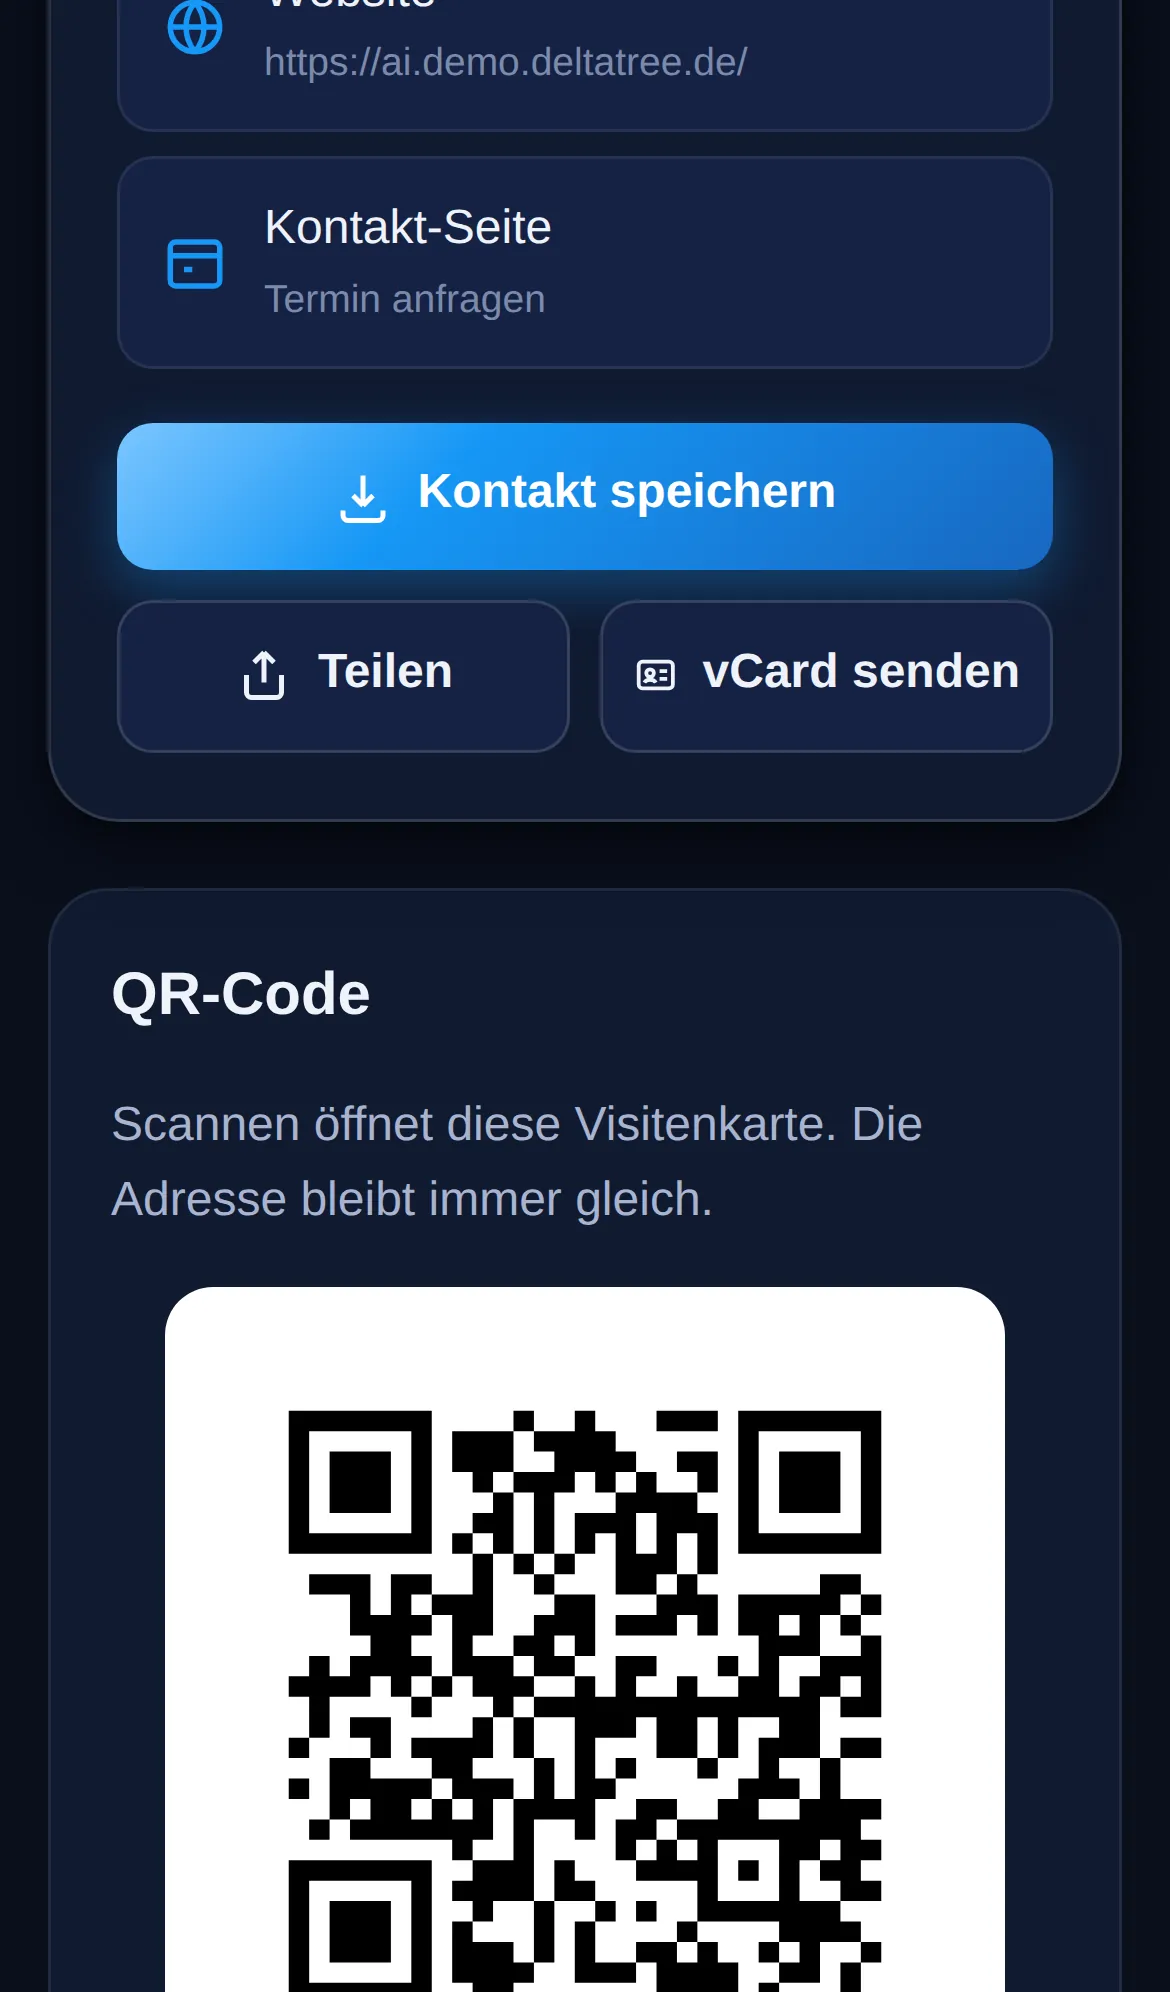 Website
https://ai.demo.deltatree.de/
Kontakt-Seite
Termin anfragen
Kontakt speichern
Teilen
vCard senden
QR-Code
Scannen öffnet diese Visitenkarte. Die
Adresse bleibt immer gleich.